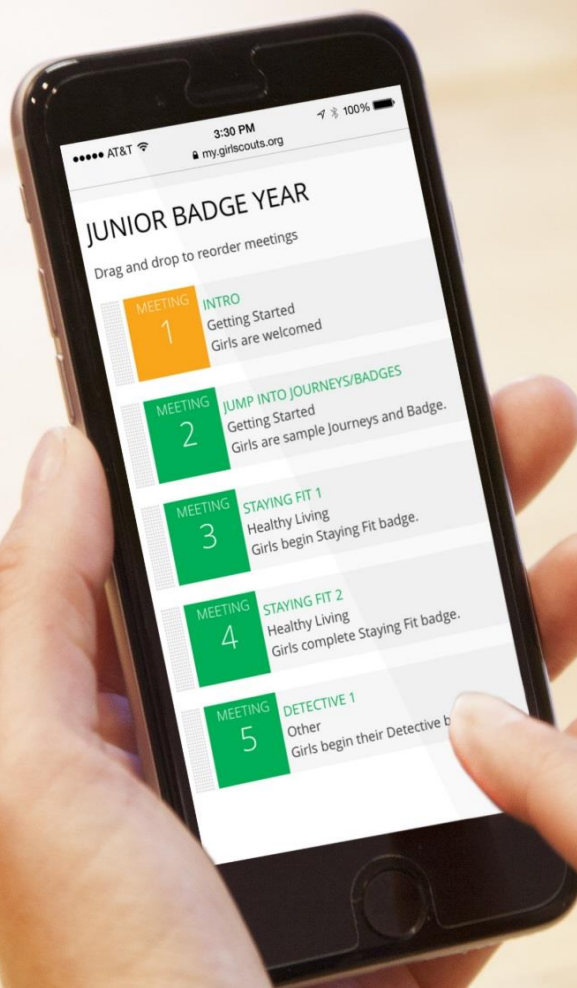 AT&T 3:30 PM 100%
my.girlscouts.org
JUNIOR BADGE YEAR
Drag and drop to reorder meetings
MEETING
1
INTRO
Getting Started
Girls are welcomed
MEETING
2
JUMP INTO JOURNEYS/BADGES
Getting Started
Girls are sample Journeys and Badge.
MEETING
3
STAYING FIT 1
Healthy Living
Girls begin Staying Fit badge.
MEETING
4
STAYING FIT 2
Healthy Living
Girls complete Staying Fit badge.
MEETING
5
DETECTIVE 1
Other
Girls begin their Detective